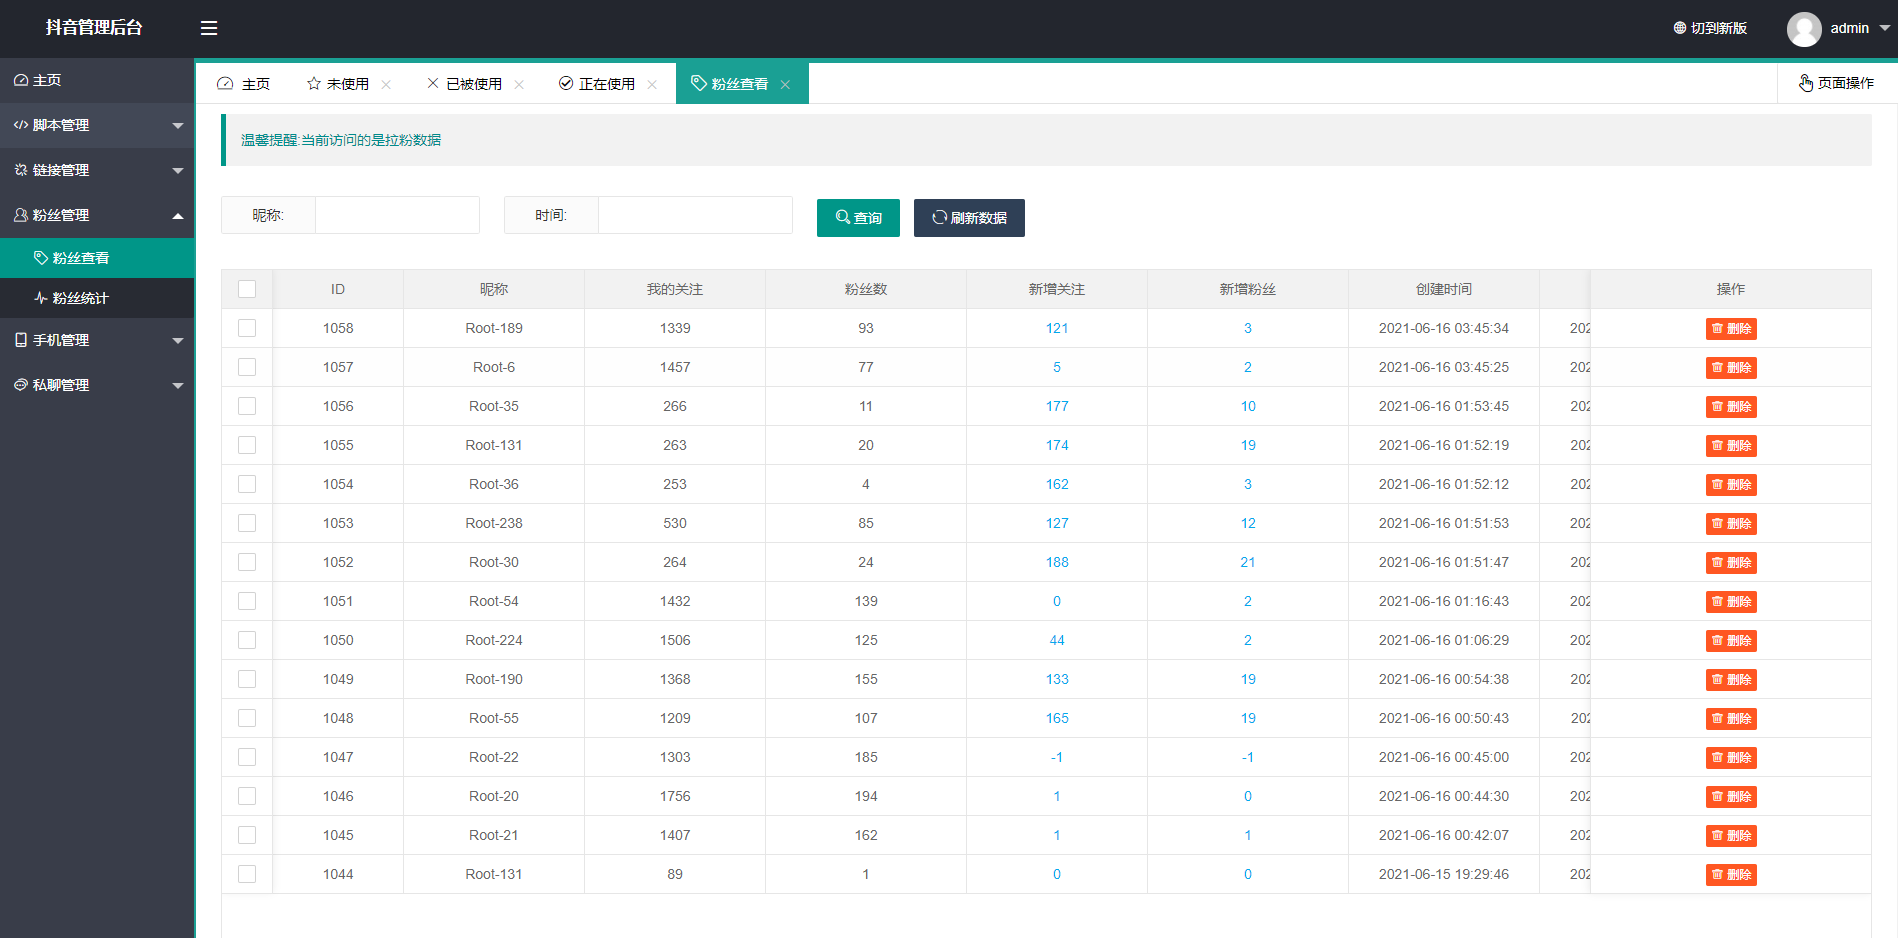 抖音管理后台
切到新版
admin
主页
脚本管理
链接管理
粉丝管理
粉丝查看
粉丝统计
手机管理
私聊管理
主页 未使用 已被使用 正在使用 粉丝查看 页面操作
温馨提醒:当前访问的是拉粉数据
昵称: 时间: 查询 刷新数据
ID 昵称 我的关注 粉丝数 新增关注 新增粉丝 创建时间 操作
1058 Root-189 1339 93 121 3 2021-06-16 03:45:34 202 删除
1057 Root-6 1457 77 5 2 2021-06-16 03:45:25 202 删除
1056 Root-35 266 11 177 10 2021-06-16 01:53:45 202 删除
1055 Root-131 263 20 174 19 2021-06-16 01:52:19 202 删除
1054 Root-36 253 4 162 3 2021-06-16 01:52:12 202 删除
1053 Root-238 530 85 127 12 2021-06-16 01:51:53 202 删除
1052 Root-30 264 24 188 21 2021-06-16 01:51:47 202 删除
1051 Root-54 1432 139 0 2 2021-06-16 01:16:43 202 删除
1050 Root-224 1506 125 44 2 2021-06-16 01:06:29 202 删除
1049 Root-190 1368 155 133 19 2021-06-16 00:54:38 202 删除
1048 Root-55 1209 107 165 19 2021-06-16 00:50:43 202 删除
1047 Root-22 1303 185 -1 -1 2021-06-16 00:45:00 202 删除
1046 Root-20 1756 194 1 0 2021-06-16 00:44:30 202 删除
1045 Root-21 1407 162 1 1 2021-06-16 00:42:07 202 删除
1044 Root-131 89 1 0 0 2021-06-15 19:29:46 202 删除